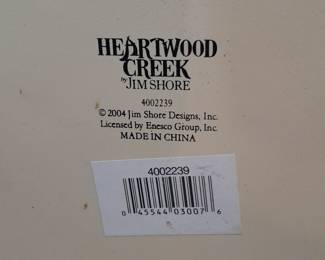 HEARTWOOD
CREEK
by JIM SHORE
4002239
© 2004 Jim Shore Designs, Inc.
Licensed by Enesco Group, Inc.
MADE IN CHINA
4002239
0 45544 03007 6